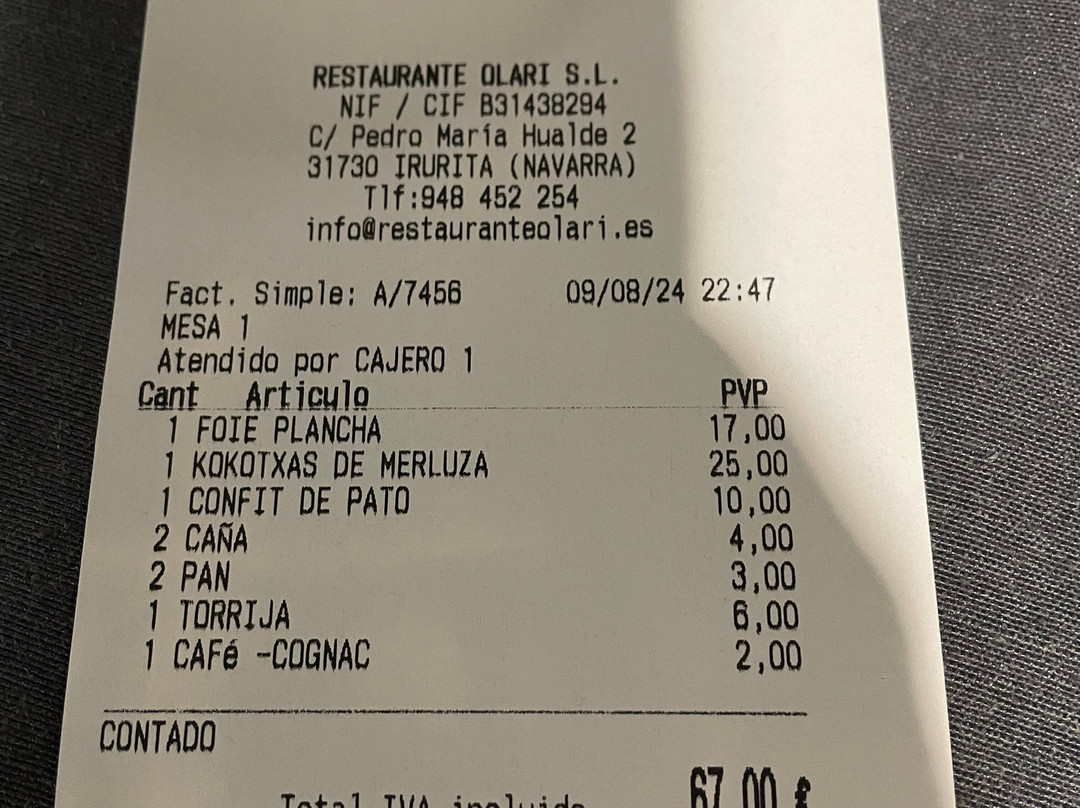 RESTAURANTE OLARI S.L.
NIF / CIF B31438294
C/ Pedro María Hualde 2
31730 IRURITA (NAVARRA)
Tlf:948 452 254
info@restauranteolari.es
Fact. Simple: A/7456 09/08/24 22:47
MESA 1
Atendido por CAJERO 1
Cant Articulo PVP
1 FOIE PLANCHA 17,00
1 KOKOTXAS DE MERLUZA 25,00
1 CONFIT DE PATO 10,00
2 CAÑA 4,00
2 PAN 3,00
1 TORRIJA 6,00
1 CAFé -COGNAC 2,00
CONTADO
Total IVA incluido 67,00 €